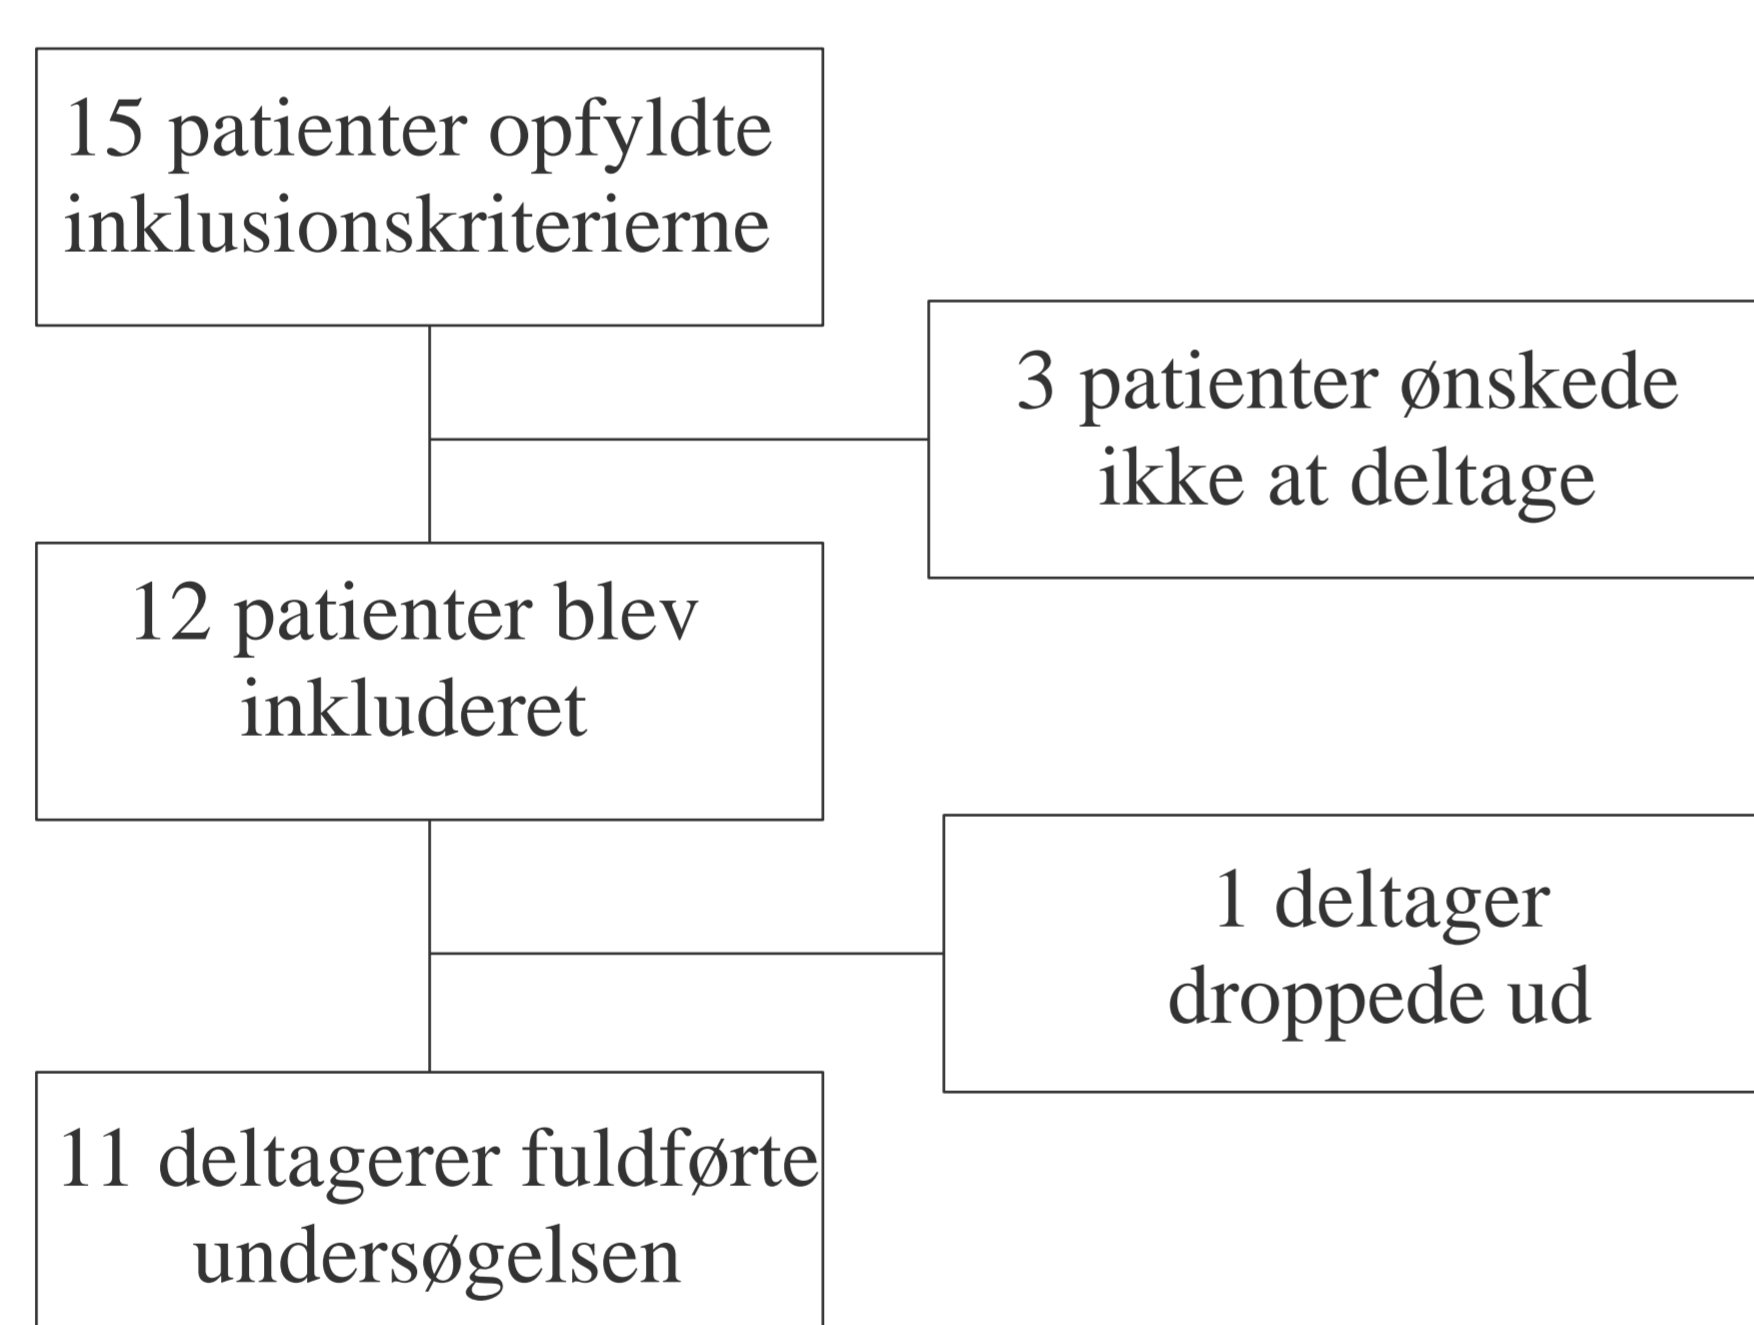 15 patienter opfyldte
inklusionskriterierne
3 patienter ønskede
ikke at deltage
12 patienter blev
inkluderet
1 deltager
droppede ud
11 deltagerer fuldførte
undersøgelsen